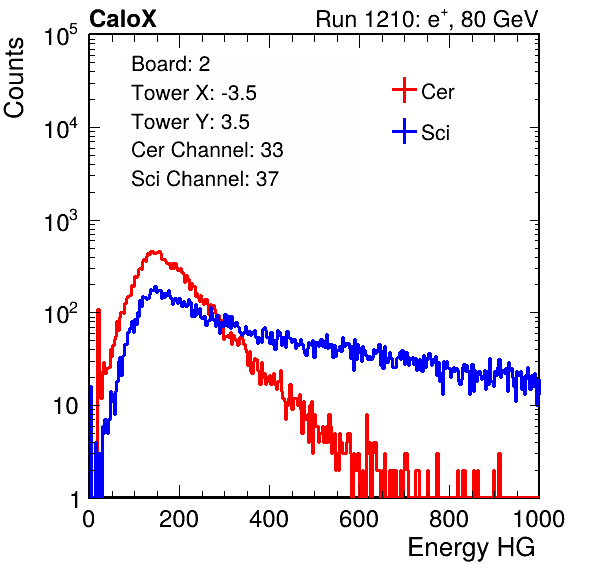 CaloX Run 1210: e⁺, 80 GeV
Counts
Board: 2
Tower X: -3.5
Tower Y: 3.5
Cer Channel: 33
Sci Channel: 37
Cer
Sci
10⁵
10⁴
10³
10²
10
1
0 200 400 600 800 1000
Energy HG